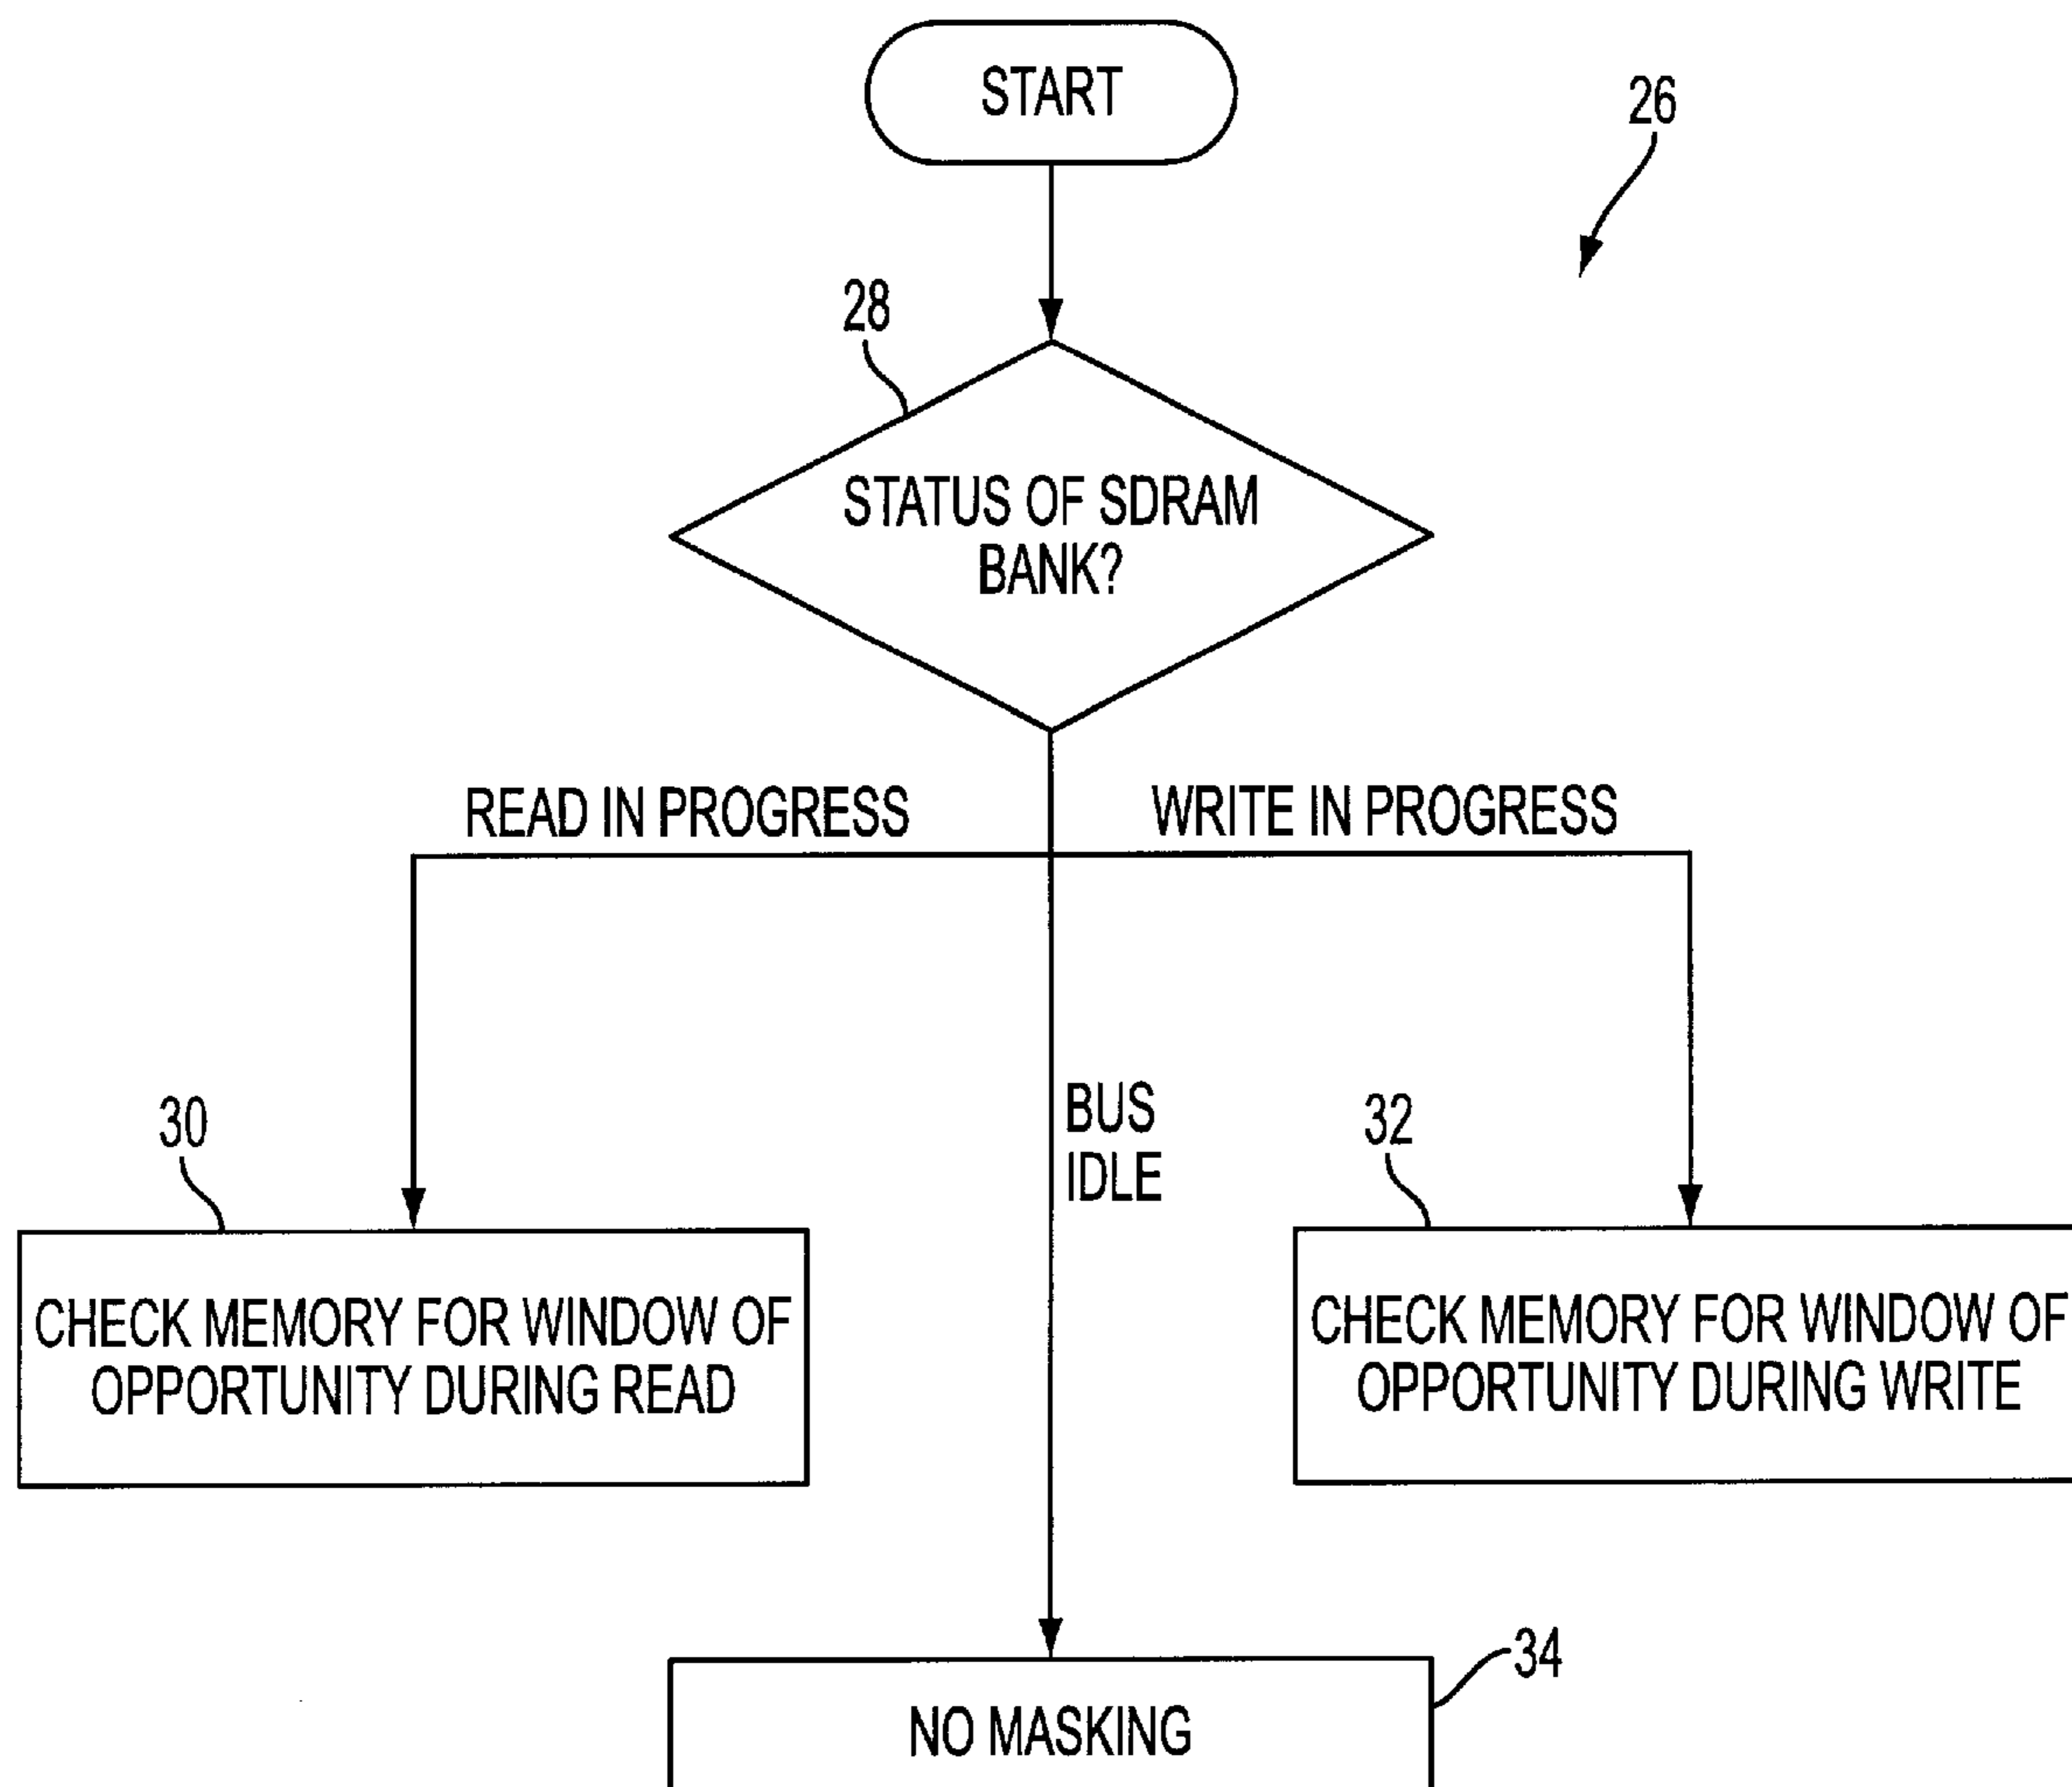 START
26
28
STATUS OF SDRAM
BANK?
READ IN PROGRESS
WRITE IN PROGRESS
BUS
IDLE
30
32
CHECK MEMORY FOR WINDOW OF
OPPORTUNITY DURING READ
CHECK MEMORY FOR WINDOW OF
OPPORTUNITY DURING WRITE
34
NO MASKING